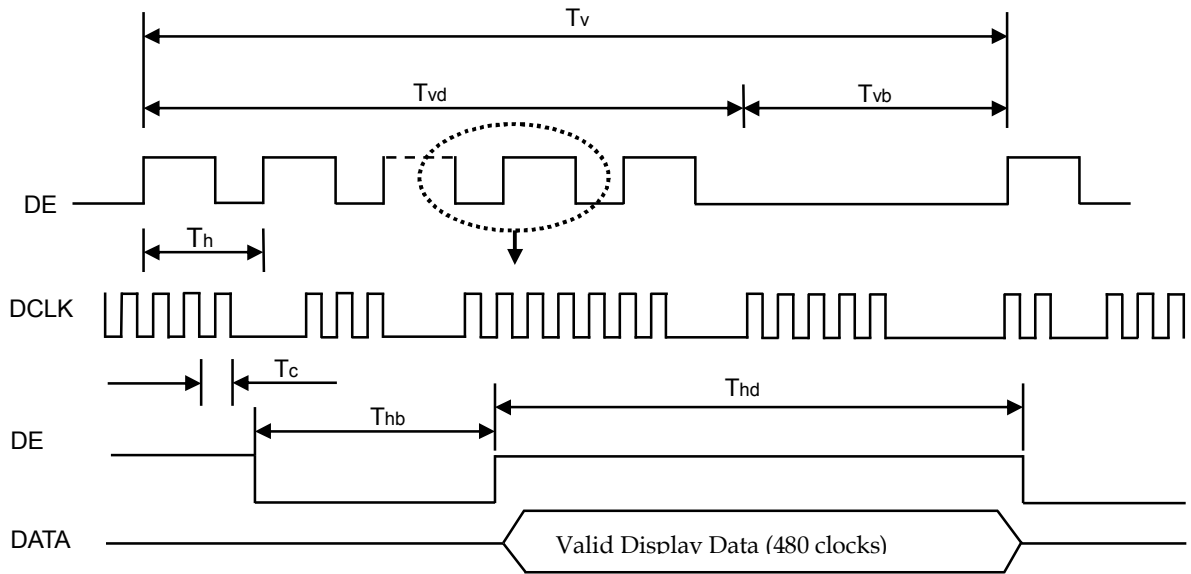 Tv
Tvd
Tvb
DE
Th
DCLK
Tc
Thd
Thb
DE
DATA
Valid Display Data (480 clocks)